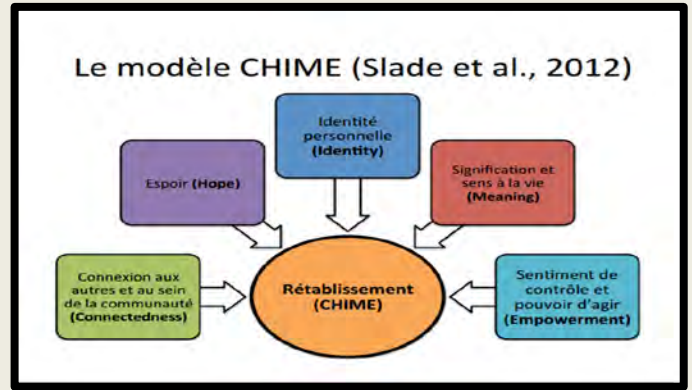 Le modèle CHIME (Slade et al., 2012)
Identité
personnelle
(Identity)
Espoir (Hope)
Signification et
sens à la vie
(Meaning)
Connexion aux
autres et au sein
de la communauté
(Connectedness)
Rétablissement
(CHIME)
Sentiment de
contrôle et
pouvoir d'agir
(Empowerment)